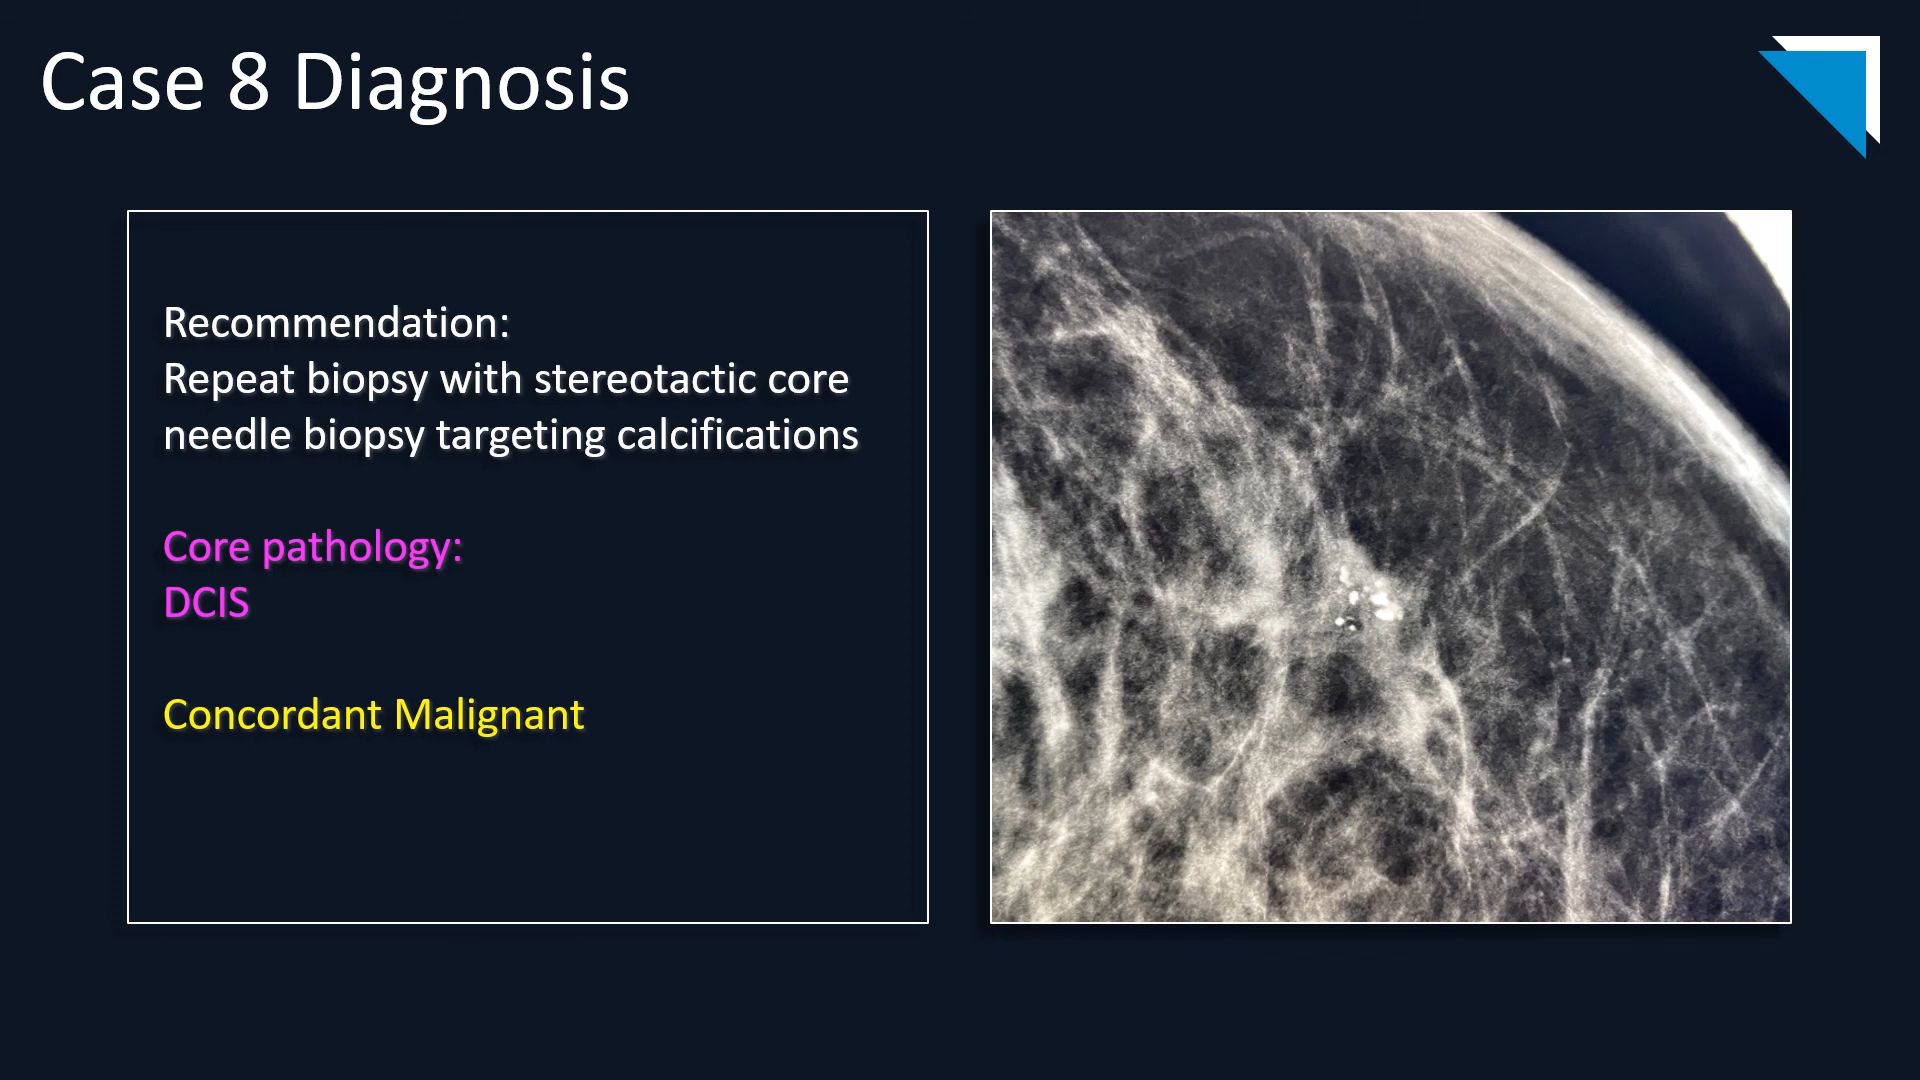 Case 8 Diagnosis
Recommendation:
Repeat biopsy with stereotactic core
needle biopsy targeting calcifications
Core pathology:
DCIS
Concordant Malignant